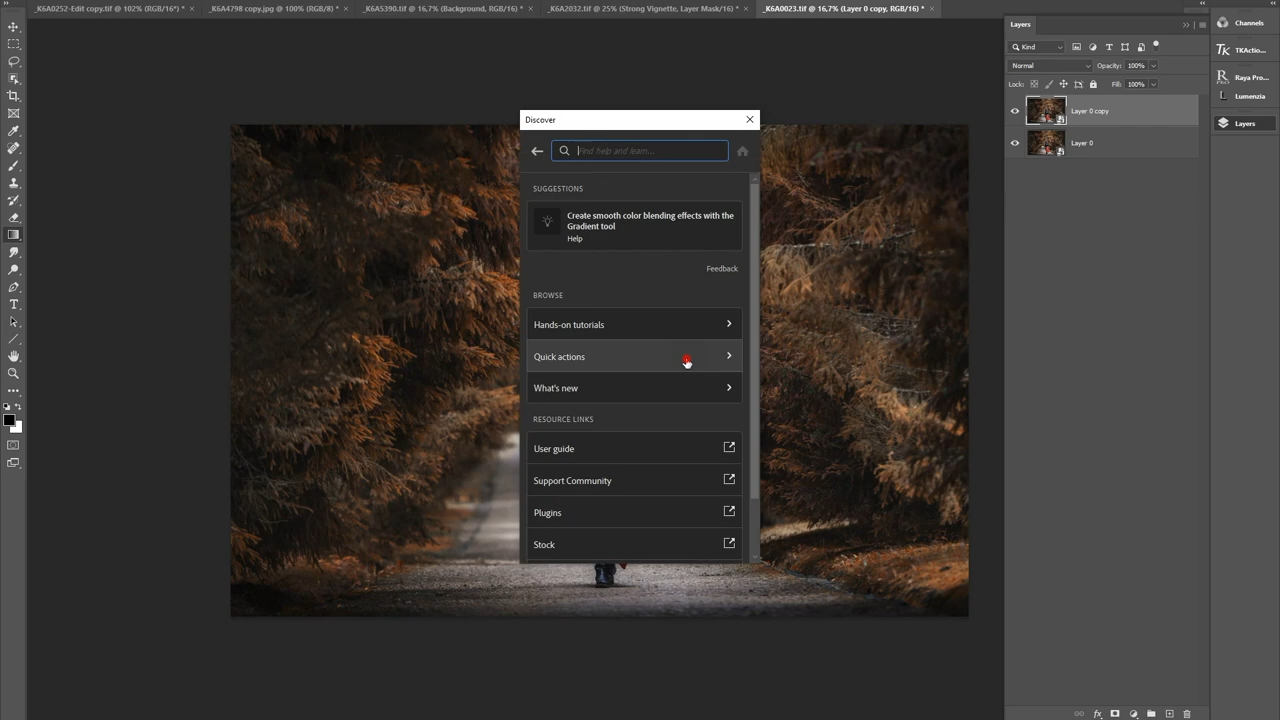 _K6A0252-Edit copy.tif @ 102% (RGB/16*) * ×
_K6A4798 copy.jpg @ 100% (RGB/8) * ×
_K6A5390.tif @ 16,7% (Background, RGB/16) * ×
_K6A2032.tif @ 25% (Strong Vignette, Layer Mask/16) * ×
_K6A0023.tif @ 16,7% (Layer 0 copy, RGB/16) * ×
Discover
Find help and learn...
SUGGESTIONS
Create smooth color blending effects with the
Gradient tool
Help
Feedback
BROWSE
Hands-on tutorials
Quick actions
What's new
RESOURCE LINKS
User guide
Support Community
Plugins
Stock
Layers
Kind
Normal
Opacity: 100%
Lock:
Fill: 100%
Layer 0 copy
Layer 0
fx
Channels
TK TKActio...
RAYA PRO Raya Pro...
L Lumenzia
Layers